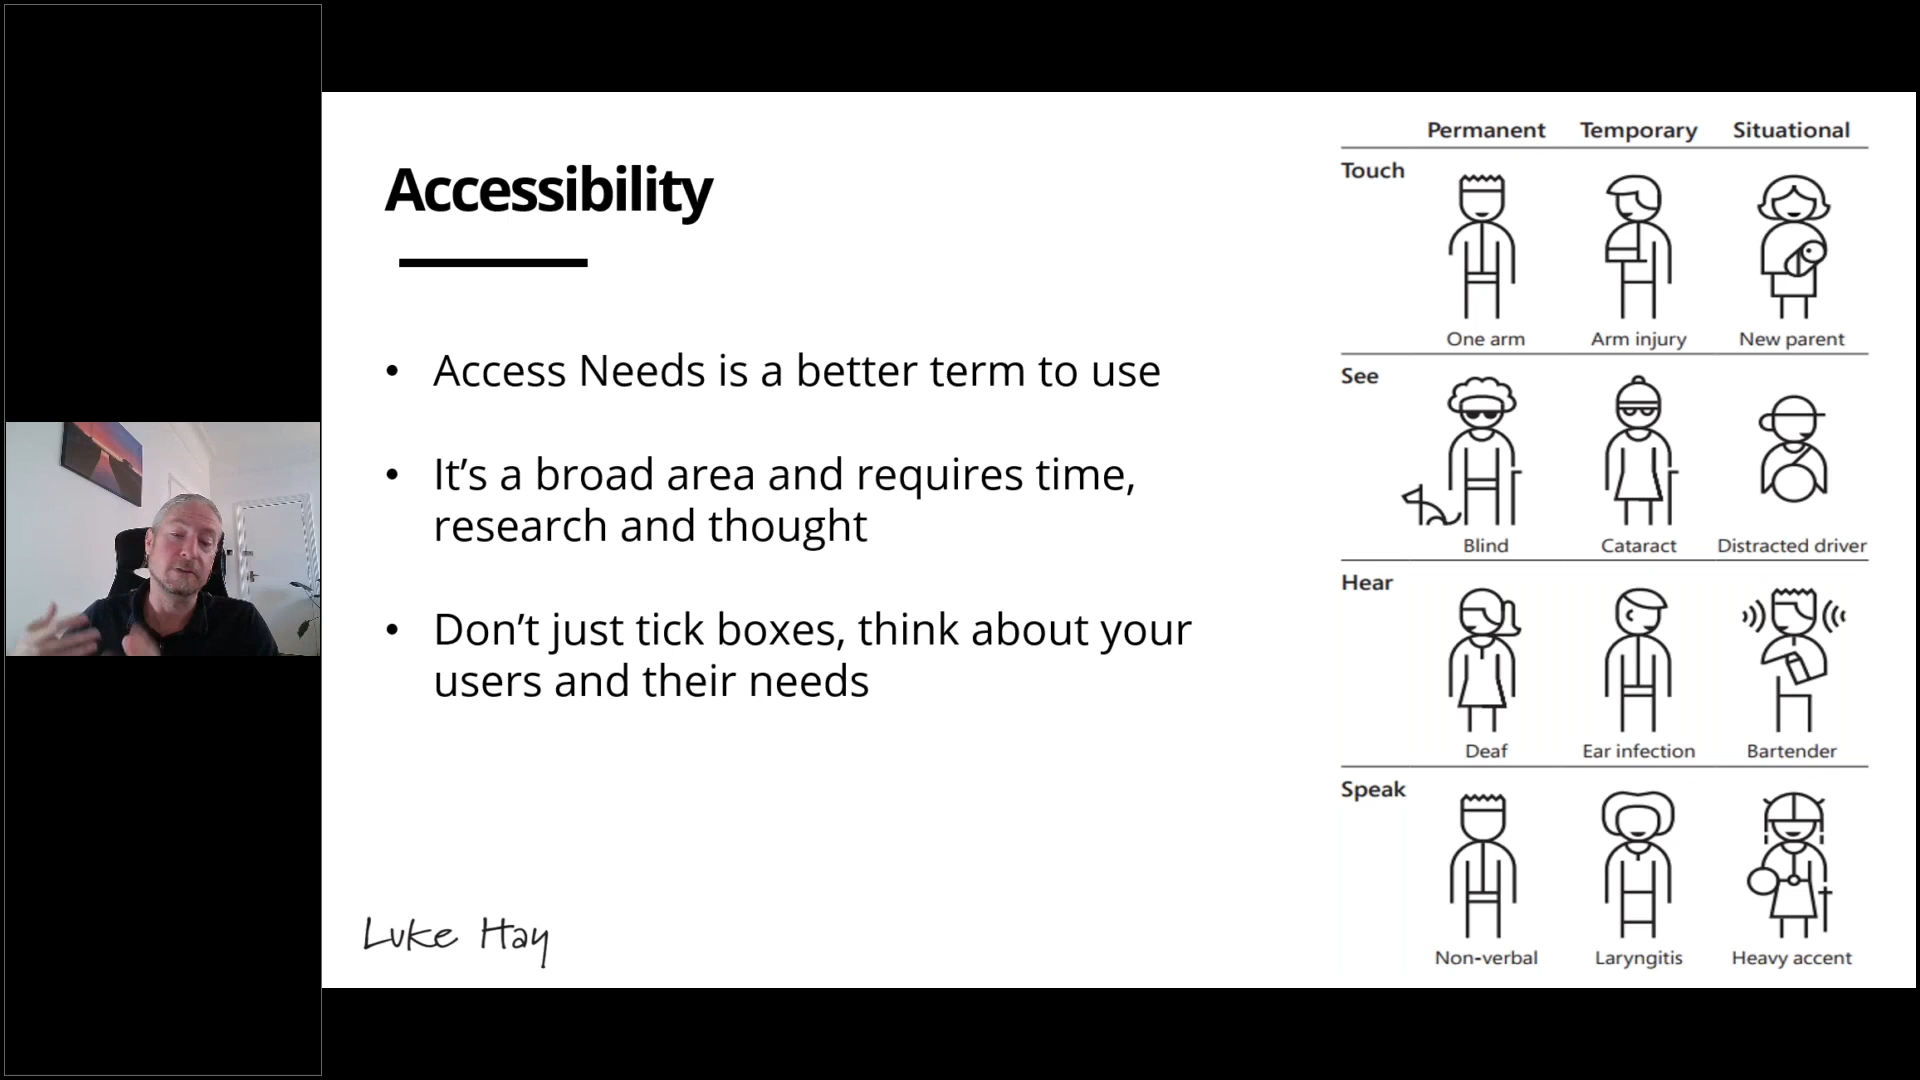 Accessibility
• Access Needs is a better term to use
• It’s a broad area and requires time,
research and thought
• Don’t just tick boxes, think about your
users and their needs
Luke Hay
Permanent Temporary Situational
Touch
One arm Arm injury New parent
See
Blind Cataract Distracted driver
Hear
Deaf Ear infection Bartender
Speak
Non-verbal Laryngitis Heavy accent